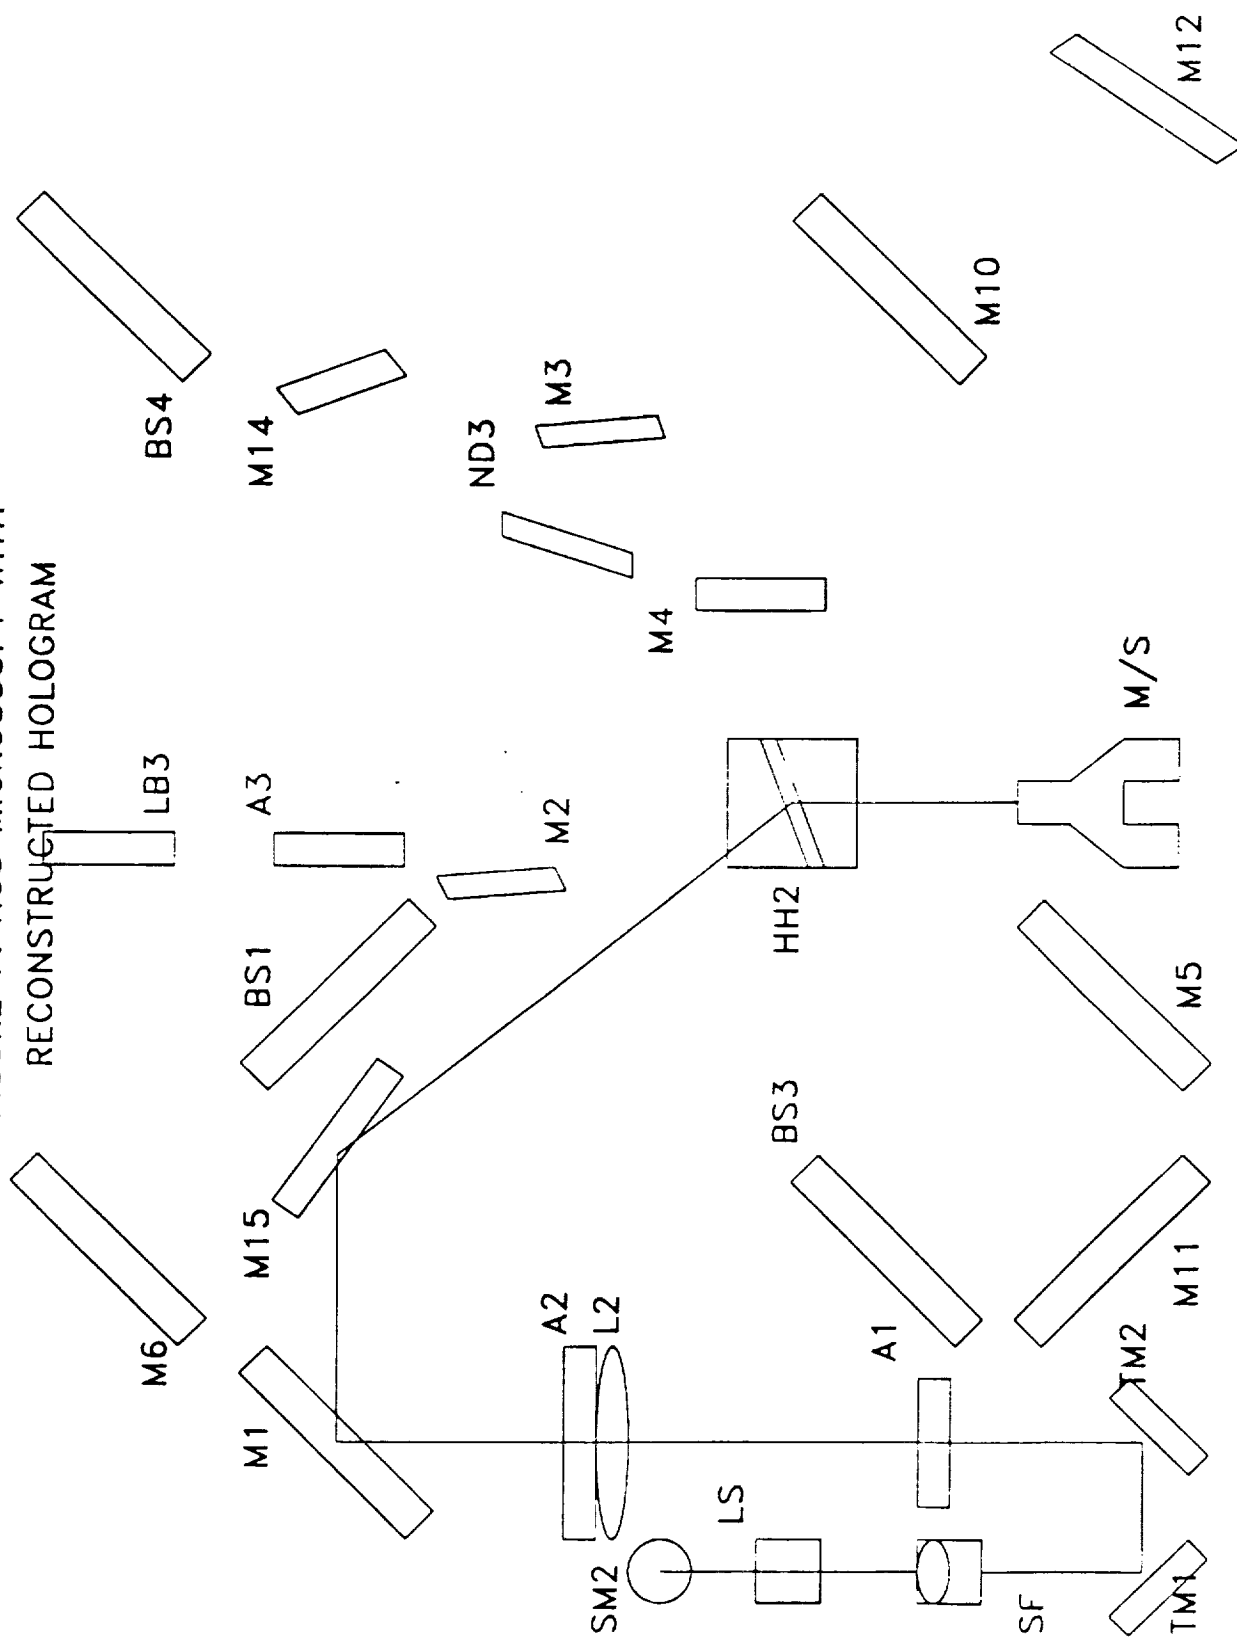 RECONSTRUCTED HOLOGRAM
M6
M1
M15
BS1
LB3
A3
M2
BS4
M14
ND3
M3
M4
M12
M10
A2
L2
SM2
LS
SF
A1
BS3
HH2
M/S
M5
M11
TM2
TM1